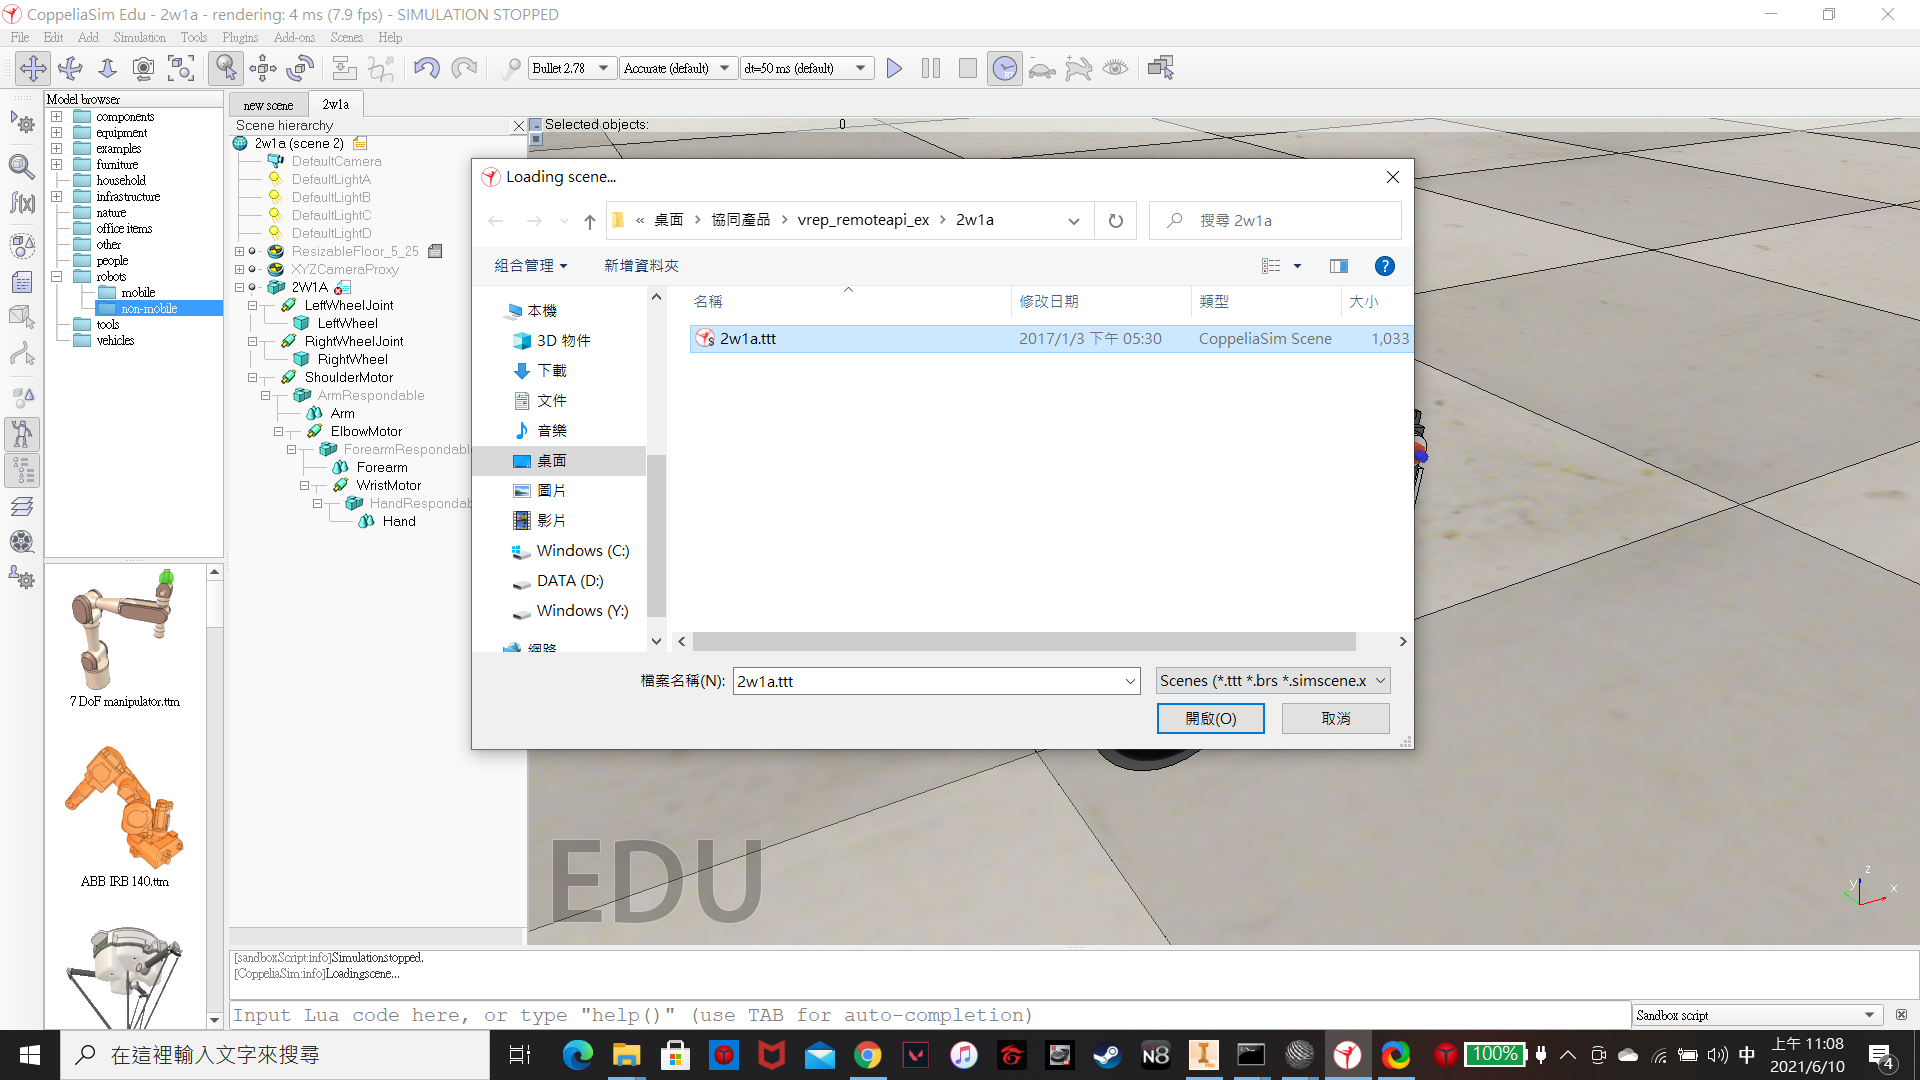 CoppeliaSim Edu - 2w1a - rendering: 4 ms (7.9 fps) - SIMULATION STOPPED
File Edit Add Simulation Tools Plugins Add-ons Scenes Help
Bullet 2.78 Accurate (default) dt=50 ms (default)
Model browser
components
equipment
examples
furniture
household
infrastructure
nature
office items
other
people
robots
mobile
non-mobile
tools
vehicles
7 DoF manipulator.ttm
ABB IRB 140.ttm
new scene 2w1a
Scene hierarchy
2w1a (scene 2)
DefaultCamera
DefaultLightA
DefaultLightB
DefaultLightC
DefaultLightD
ResizableFloor_5_25
XYZCameraProxy
2W1A
LeftWheelJoint
LeftWheel
RightWheelJoint
RightWheel
ShoulderMotor
ArmRespondable
Arm
ElbowMotor
ForearmRespondabl
Forearm
WristMotor
HandRespondab
Hand
Selected objects: 0
Loading scene...
« 桌面 › 協同產品 › vrep_remoteapi_ex › 2w1a
搜尋 2w1a
組合管理 新增資料夾
本機
3D 物件
下載
文件
音樂
桌面
圖片
影片
Windows (C:)
DATA (D:)
Windows (Y:)
網路
名稱 修改日期 類型 大小
2w1a.ttt 2017/1/3 下午 05:30 CoppeliaSim Scene 1,033
檔案名稱(N): 2w1a.ttt Scenes (*.ttt *.brs *.simscene.x
開啟(O) 取消
EDU
z
y
x
[sandboxScript:info]Simulationstopped.
[CoppeliaSim:info]Loadingscene...
Input Lua code here, or type "help()" (use TAB for auto-completion)
Sandbox script
在這裡輸入文字來搜尋
N8
100%
中
上午 11:08
2021/6/10
4